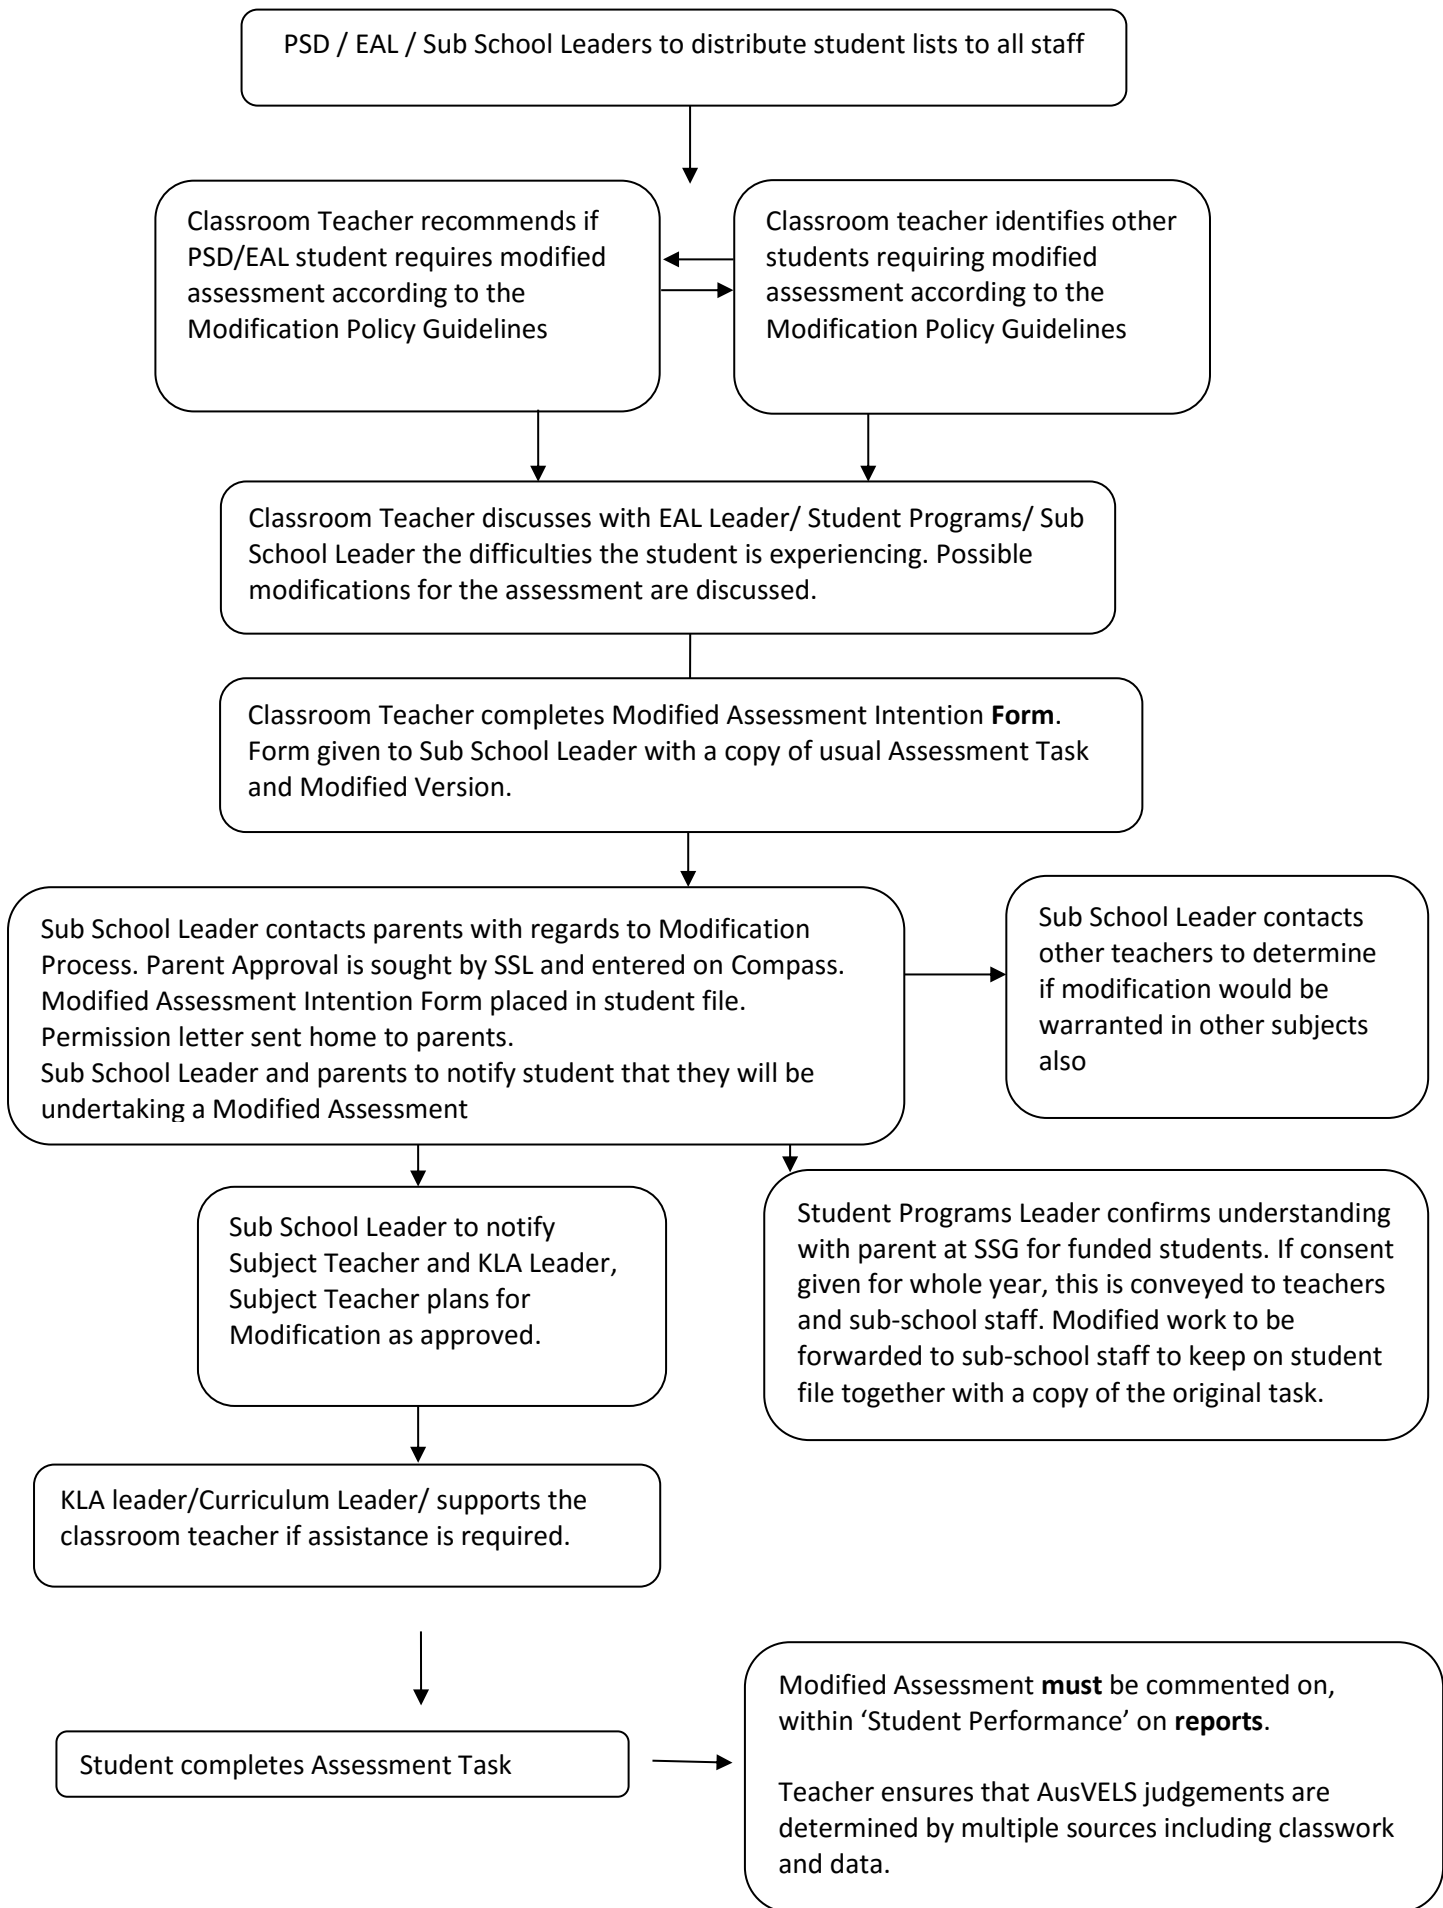 PSD / EAL / Sub School Leaders to distribute student lists to all staff
Classroom Teacher recommends if
PSD/EAL student requires modified
assessment according to the
Modification Policy Guidelines
Classroom teacher identifies other
students requiring modified
assessment according to the
Modification Policy Guidelines
Classroom Teacher discusses with EAL Leader/ Student Programs/ Sub
School Leader the difficulties the student is experiencing. Possible
modifications for the assessment are discussed.
Classroom Teacher completes Modified Assessment Intention Form.
Form given to Sub School Leader with a copy of usual Assessment Task
and Modified Version.
Sub School Leader contacts parents with regards to Modification
Process. Parent Approval is sought by SSL and entered on Compass.
Modified Assessment Intention Form placed in student file.
Permission letter sent home to parents.
Sub School Leader and parents to notify student that they will be
undertaking a Modified Assessment
Sub School Leader contacts
other teachers to determine
if modification would be
warranted in other subjects
also
Sub School Leader to notify
Subject Teacher and KLA Leader,
Subject Teacher plans for
Modification as approved.
Student Programs Leader confirms understanding
with parent at SSG for funded students. If consent
given for whole year, this is conveyed to teachers
and sub-school staff. Modified work to be
forwarded to sub-school staff to keep on student
file together with a copy of the original task.
KLA leader/Curriculum Leader/ supports the
classroom teacher if assistance is required.
Student completes Assessment Task
Modified Assessment must be commented on,
within ‘Student Performance’ on reports.
Teacher ensures that AusVELS judgements are
determined by multiple sources including classwork
and data.